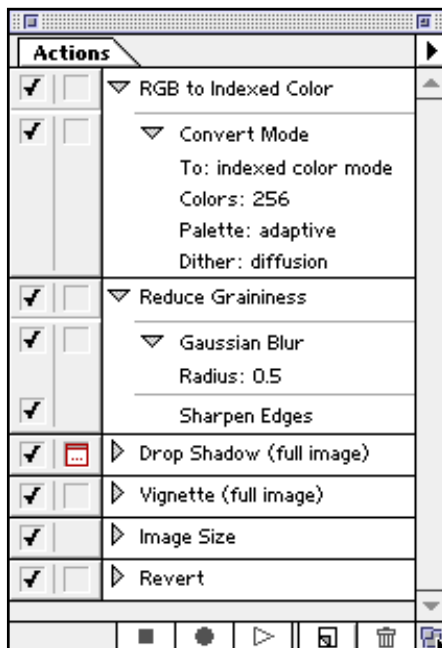 Actions
RGB to Indexed Color
Convert Mode
To: indexed color mode
Colors: 256
Palette: adaptive
Dither: diffusion
Reduce Graininess
Gaussian Blur
Radius: 0.5
Sharpen Edges
Drop Shadow (full image)
Vignette (full image)
Image Size
Revert